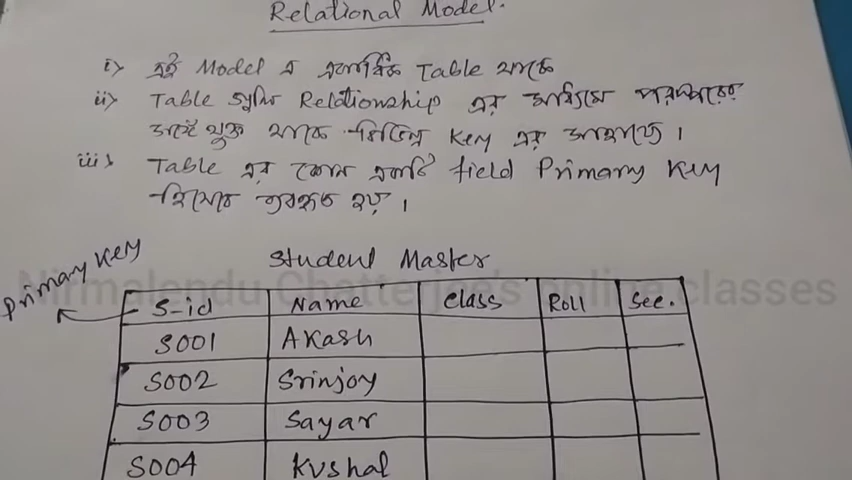 Relational Model.
i) এই Model এ একাধিক Table থাকে
ii) Table গুলি Relationship এর মাধ্যমে পরস্পরের
সাথে যুক্ত থাকে বিভিন্ন Key এর সাহায্যে।
iii) Table এর কোন একটি field Primary Key
হিসেবে ব্যবহৃত হয়।
Primary Key
Student Master
S-id Name Class Roll Sec.
S001 Akash
S002 Srinjoy
S003 Sayar
S004 Kushal
Nirmalendu Chatterjee's online classes